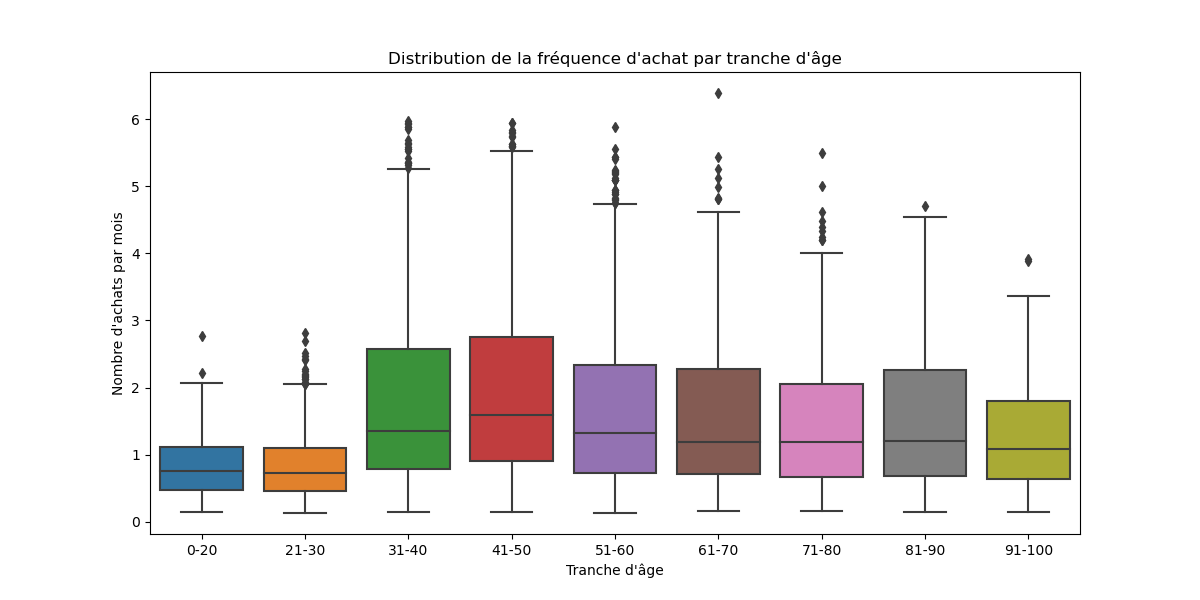 Distribution de la fréquence d'achat par tranche d'âge
Nombre d'achats par mois
6
5
4
3
2
1
0
0-20 21-30 31-40 41-50 51-60 61-70 71-80 81-90 91-100
Tranche d'âge